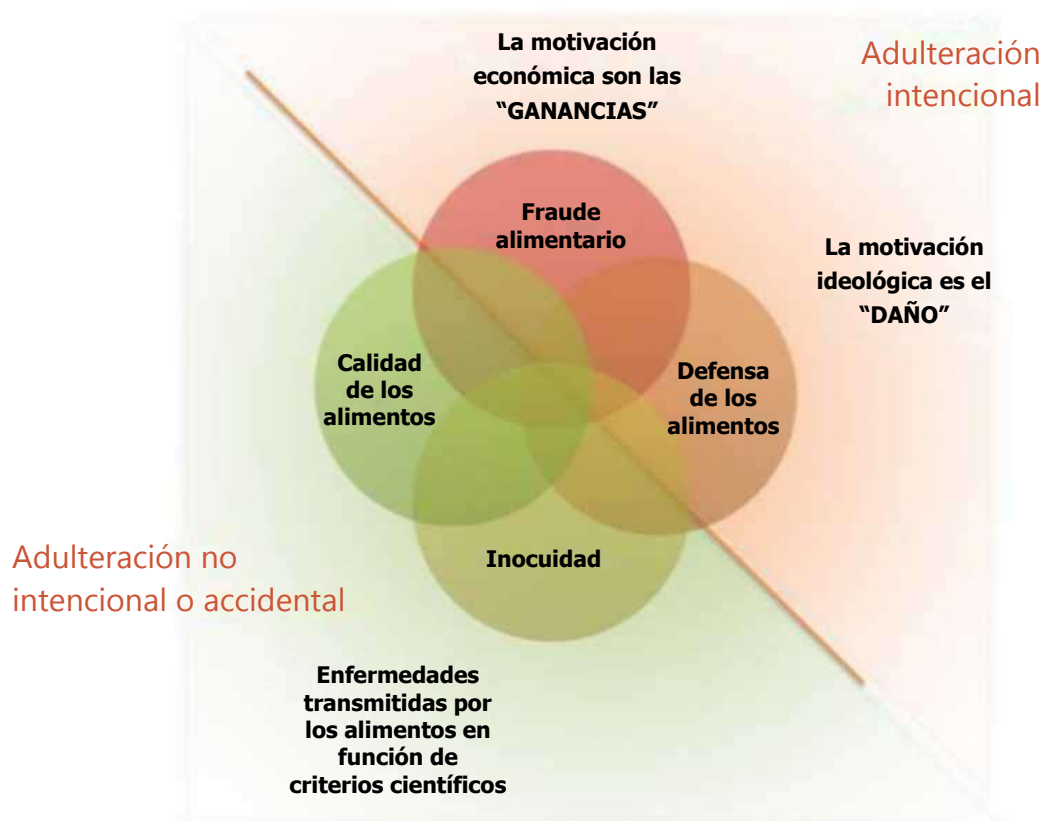 La motivación
económica son las
“GANANCIAS”
Adulteración
intencional
Fraude
alimentario
La motivación
ideológica es el
“DAÑO”
Calidad
de los
alimentos
Defensa
de los
alimentos
Inocuidad
Adulteración no
intencional o accidental
Enfermedades
transmitidas por
los alimentos en
función de
criterios científicos